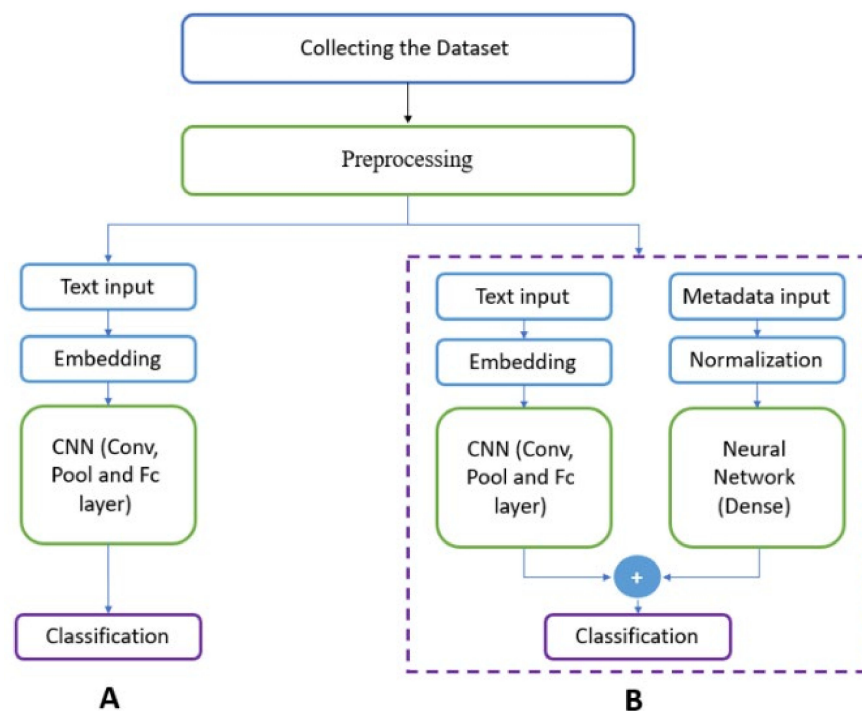 Collecting the Dataset
Preprocessing
Text input
Embedding
CNN (Conv,
Pool and Fc
layer)
Classification
A
Text input
Embedding
CNN (Conv,
Pool and Fc
layer)
Metadata input
Normalization
Neural
Network
(Dense)
+
Classification
B